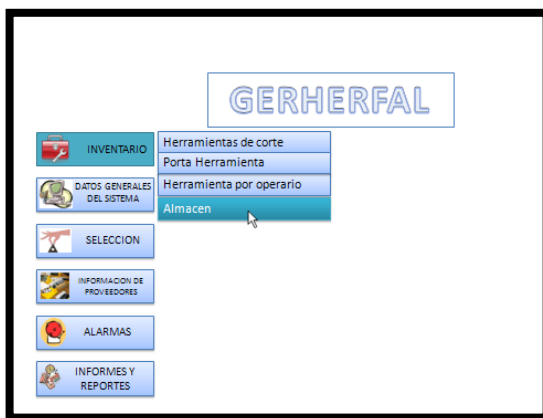 GERHERFAL
INVENTARIO
Herramientas de corte
Porta Herramienta
Herramienta por operario
Almacen
DATOS GENERALES
DEL SISTEMA
SELECCION
INFORMACION DE
PROVEEDORES
ALARMAS
INFORMES Y
REPORTES